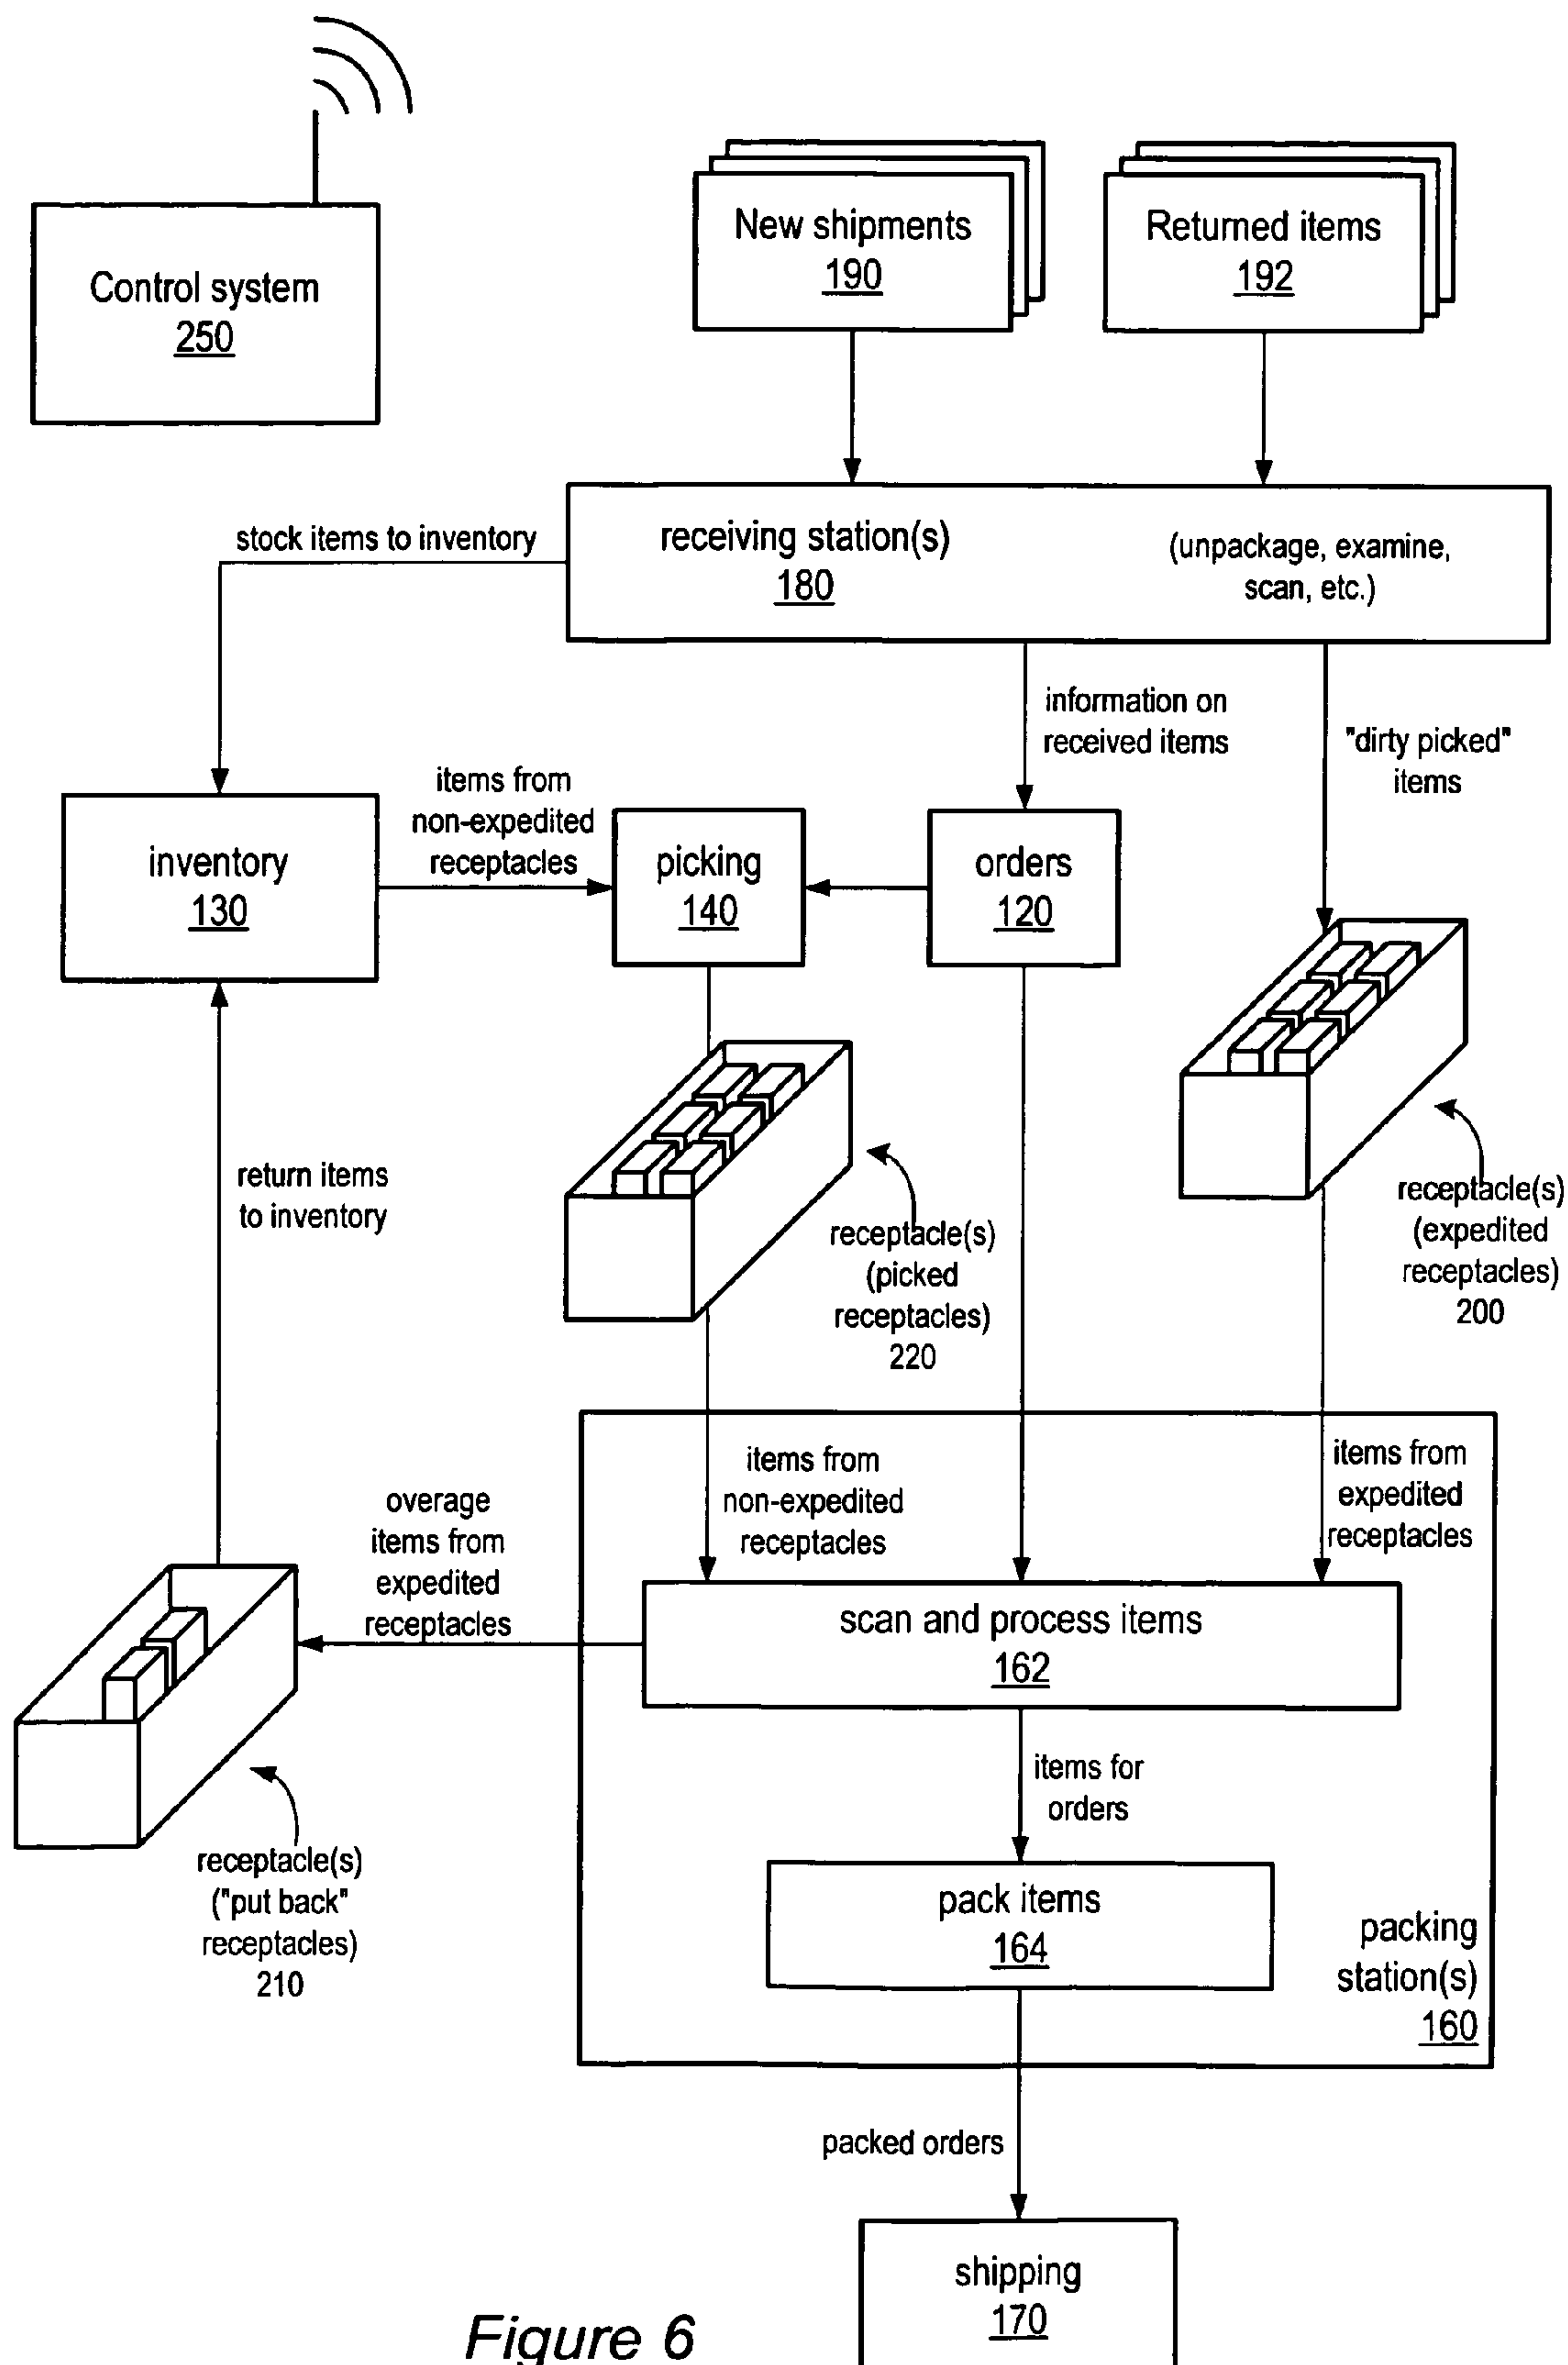 Control system
250
New shipments
190
Returned items
192
stock items to inventory
receiving station(s)
180
(unpackage, examine,
scan, etc.)
information on
received items
"dirty picked"
items
items from
non-expedited
receptacles
inventory
130
picking
140
orders
120
return items
to inventory
receptacle(s)
(picked
receptacles)
220
receptacle(s)
(expedited
receptacles)
200
overage
items from
expedited
receptacles
items from
non-expedited
receptacles
items from
expedited
receptacles
scan and process items
162
items for
orders
receptacle(s)
("put back"
receptacles)
210
pack items
164
packing
station(s)
160
packed orders
shipping
170
Figure 6